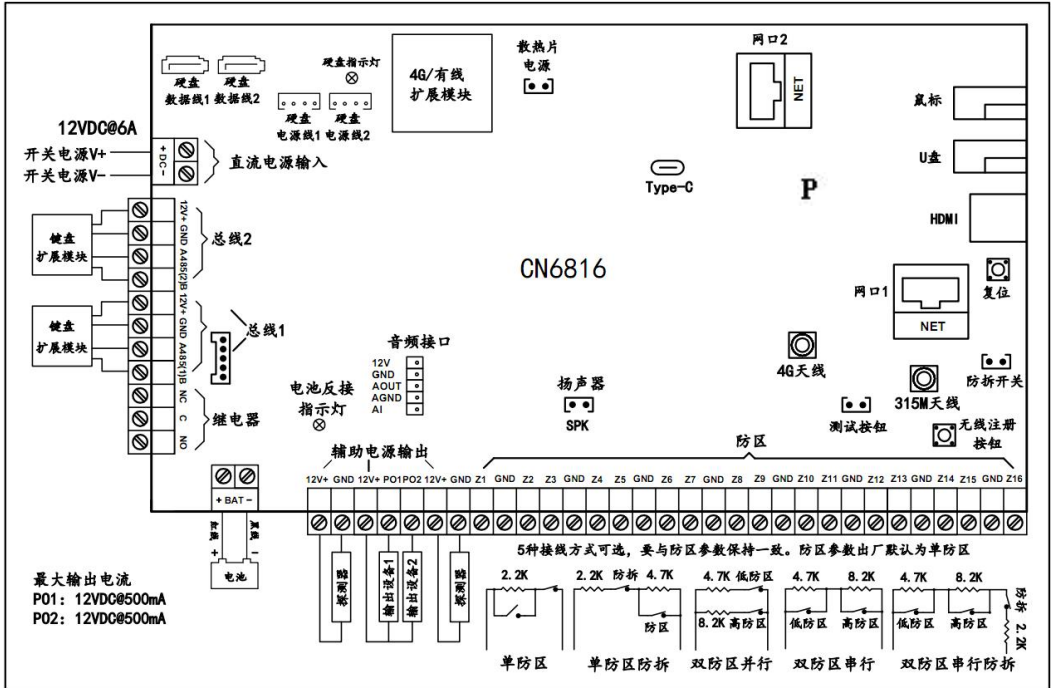 网口2
散热片
电源
硬盘指示灯
4G/有线
扩展模块
NET
硬盘
数据线1
硬盘
数据线2
硬盘
电源线1
硬盘
电源线2
鼠标
12VDC@6A
开关电源V+
开关电源V-
+ DC -
直流电源输入
U盘
Type-C
P
HDMI
键盘
扩展模块
12V+ GND A485(2)B
总线2
CN6816
网口1
NET
复位
键盘
扩展模块
12V+ GND A485(1)B
总线1
音频接口
12V
GND
AOUT
AGND
AI
4G天线
防拆开关
电池反接
指示灯
扬声器
SPK
315M天线
测试按钮
无线注册
按钮
NC
C
NO
继电器
辅助电源输出
防区
12V+ GND 12V+ PO1 PO2 12V+ GND Z1 GND Z2 Z3 GND Z4 Z5 GND Z6 Z7 GND Z8 Z9 GND Z10 Z11 GND Z12 Z13 GND Z14 Z15 GND Z16
+ BAT -
红线
+
黑线
-
电池
探测器
输出设备1
输出设备2
探测器
5种接线方式可选，要与防区参数保持一致。防区参数出厂默认为单防区
最大输出电流
PO1: 12VDC@500mA
PO2: 12VDC@500mA
2.2K
单防区
2.2K 防拆 4.7K
防区
单防区防拆
4.7K 低防区
8.2K 高防区
双防区并行
4.7K 8.2K
低防区 高防区
双防区串行
4.7K 8.2K
低防区 高防区
防拆 2.2K
双防区串行防拆